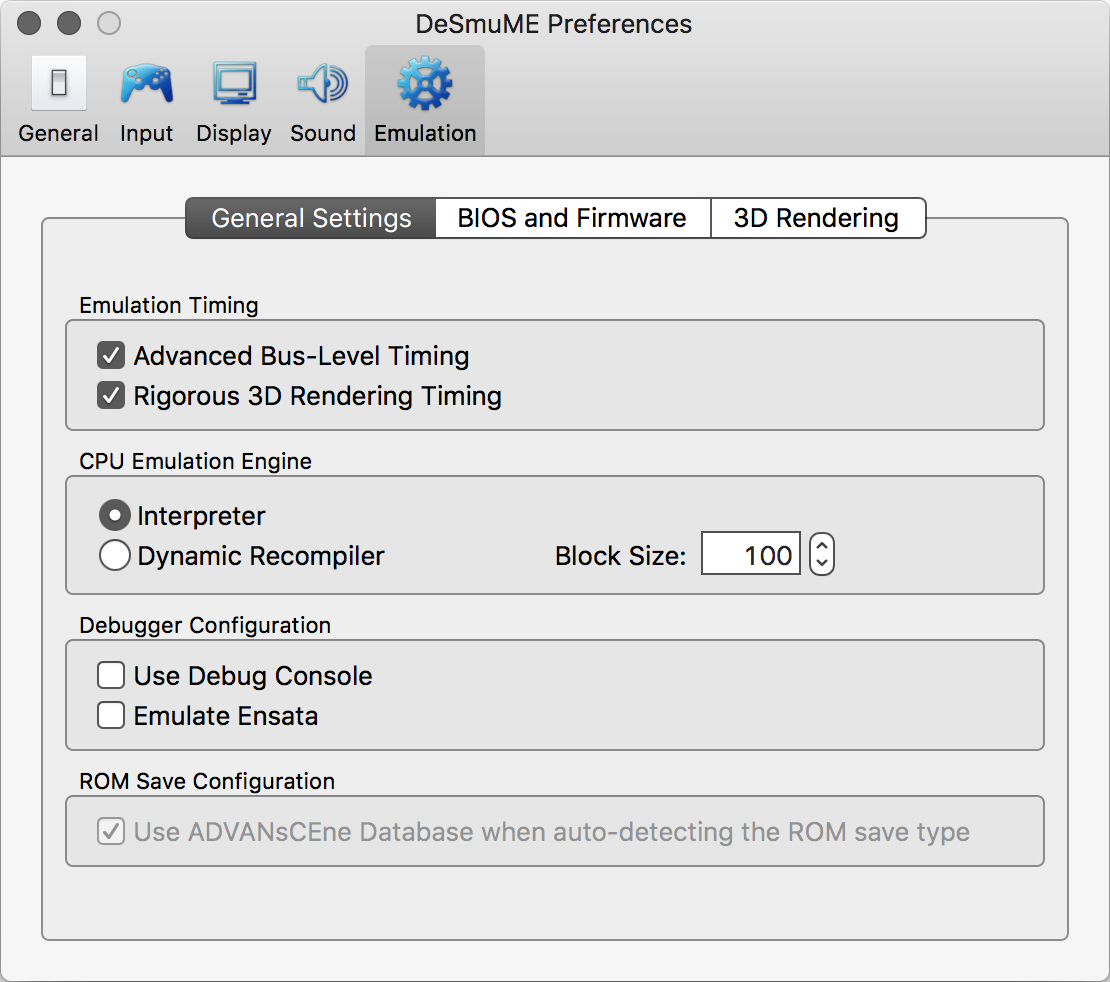 DeSmuME Preferences
General Input Display Sound Emulation
General Settings BIOS and Firmware 3D Rendering
Emulation Timing
Advanced Bus-Level Timing
Rigorous 3D Rendering Timing
CPU Emulation Engine
Interpreter
Dynamic Recompiler Block Size: 100
Debugger Configuration
Use Debug Console
Emulate Ensata
ROM Save Configuration
Use ADVANsCEne Database when auto-detecting the ROM save type